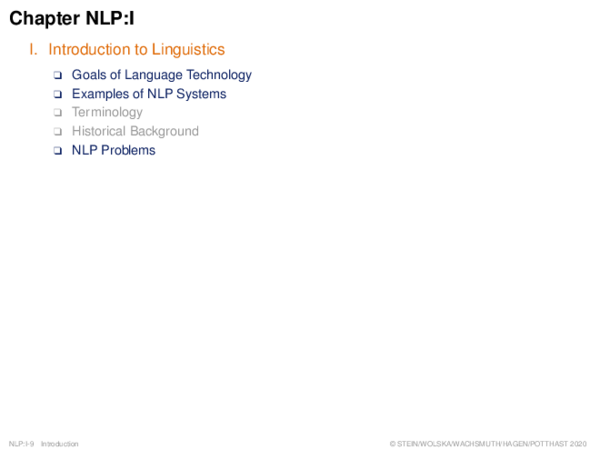 Chapter NLP:I
I. Introduction to Linguistics
❑ Goals of Language Technology
❑ Examples of NLP Systems
❑ Terminology
❑ Historical Background
❑ NLP Problems
NLP:I-9 Introduction © STEIN/WOLSKA/WACHSMUTH/HAGEN/POTTHAST 2020